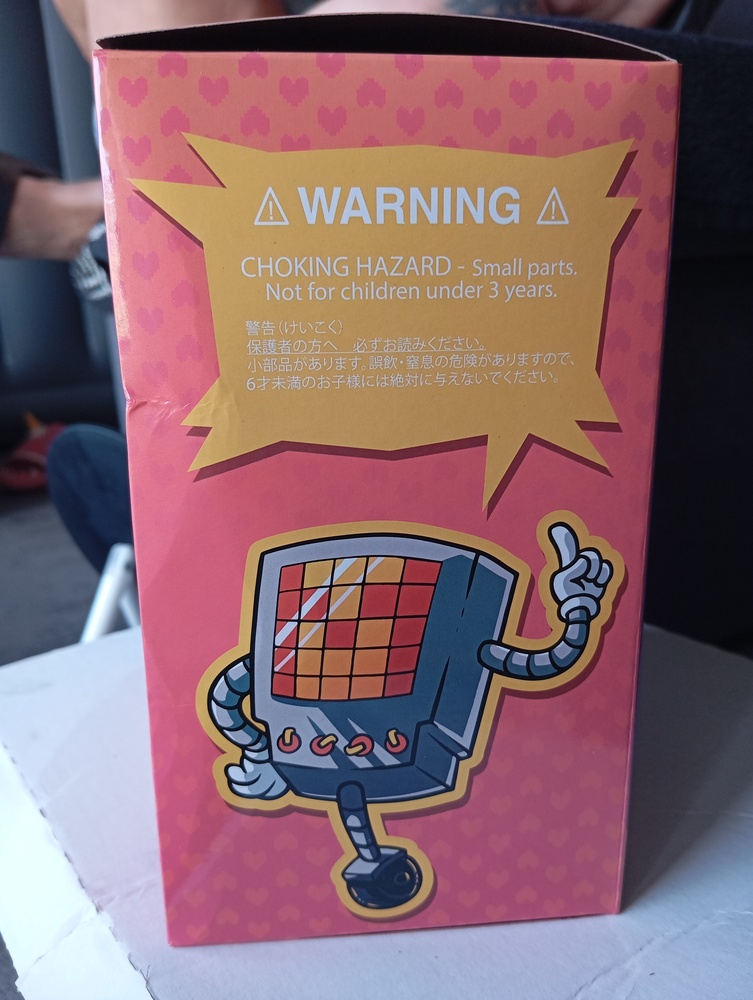 ⚠ WARNING ⚠
CHOKING HAZARD - Small parts.
Not for children under 3 years.
警告(けいこく)
保護者の方へ 必ずお読みください。
小部品があります。誤飲・窒息の危険がありますので、
6才未満のお子様には絶対に与えないでください。